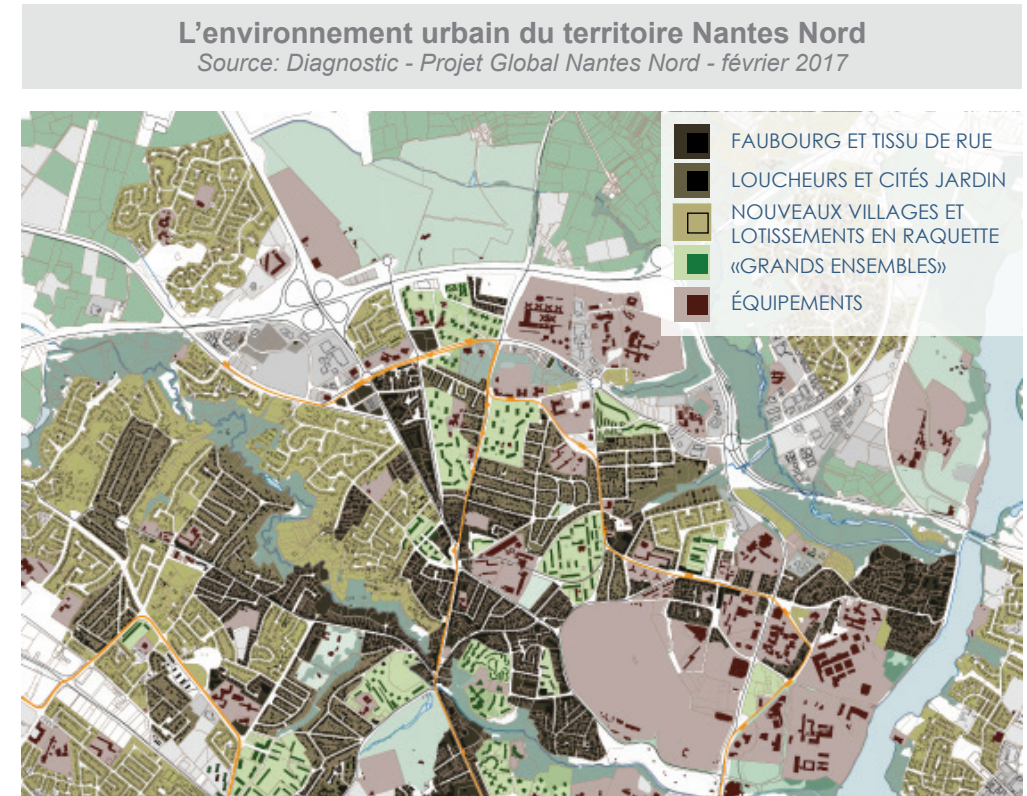 L'environnement urbain du territoire Nantes Nord
Source: Diagnostic - Projet Global Nantes Nord - février 2017
FAUBOURG ET TISSU DE RUE
LOUCHEURS ET CITÉS JARDIN
NOUVEAUX VILLAGES ET
LOTISSEMENTS EN RAQUETTE
«GRANDS ENSEMBLES»
ÉQUIPEMENTS